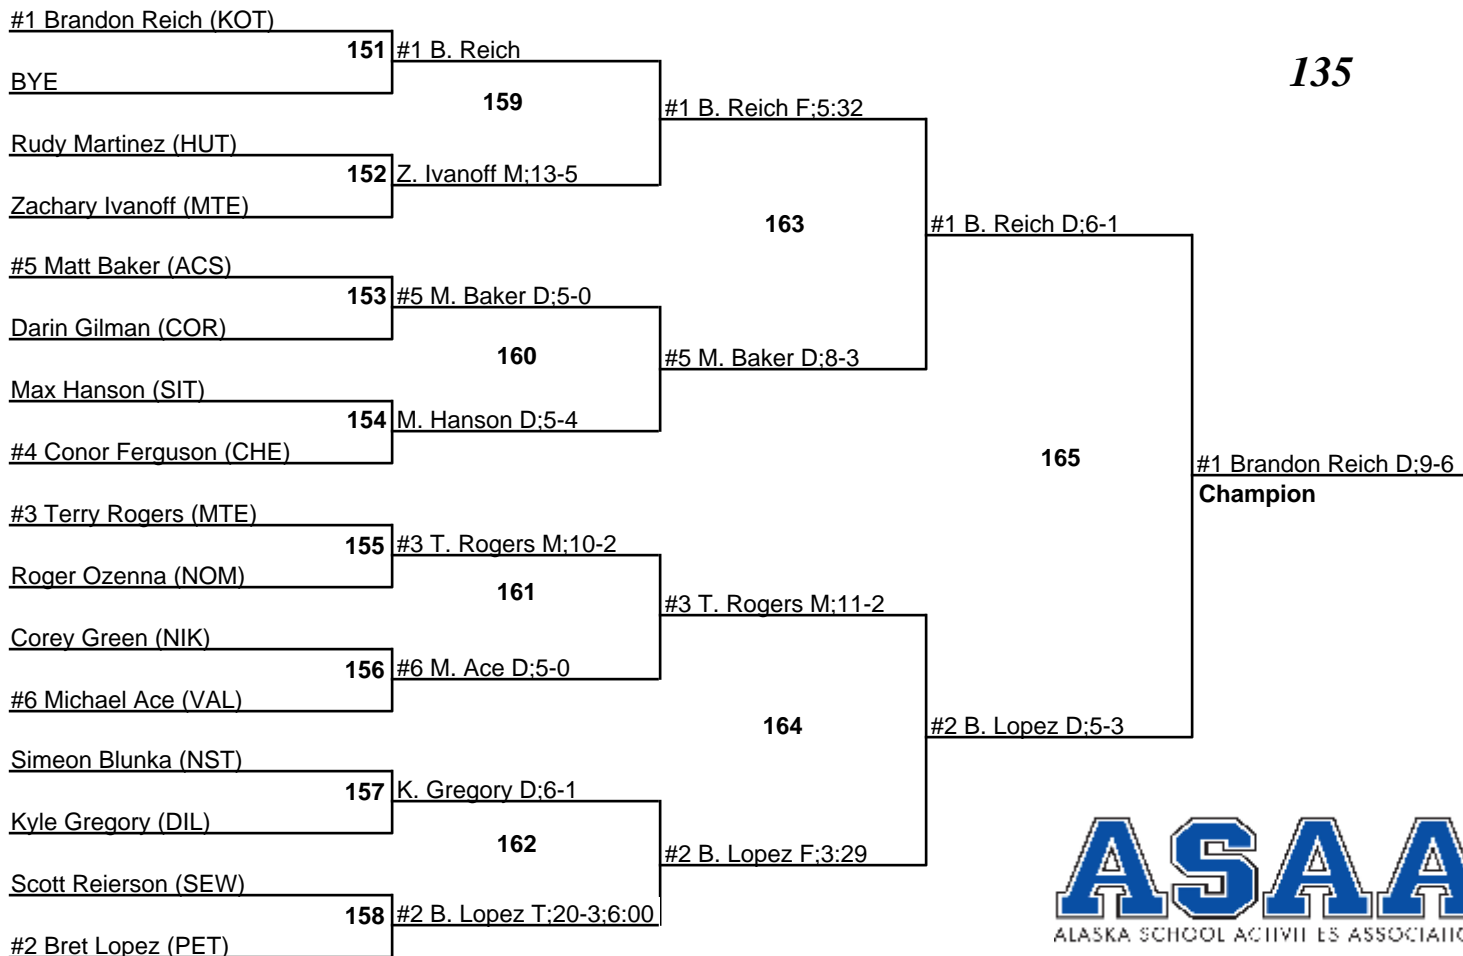 #1 Brandon Reich (KOT)
151 #1 B. Reich
BYE
135
159
#1 B. Reich F;5:32
Rudy Martinez (HUT)
152 Z. Ivanoff M;13-5
Zachary Ivanoff (MTE)
163
#1 B. Reich D;6-1
#5 Matt Baker (ACS)
153 #5 M. Baker D;5-0
Darin Gilman (COR)
160
#5 M. Baker D;8-3
Max Hanson (SIT)
154 M. Hanson D;5-4
#4 Conor Ferguson (CHE)
165
#1 Brandon Reich D;9-6
Champion
#3 Terry Rogers (MTE)
155 #3 T. Rogers M;10-2
Roger Ozenna (NOM)
161
#3 T. Rogers M;11-2
Corey Green (NIK)
156 #6 M. Ace D;5-0
#6 Michael Ace (VAL)
164
#2 B. Lopez D;5-3
Simeon Blunka (NST)
157 K. Gregory D;6-1
Kyle Gregory (DIL)
162
#2 B. Lopez F;3:29
Scott Reierson (SEW)
158 #2 B. Lopez T;20-3;6:00
#2 Bret Lopez (PET)
ASAA
ALASKA SCHOOL ACTIVITIES ASSOCIATIO